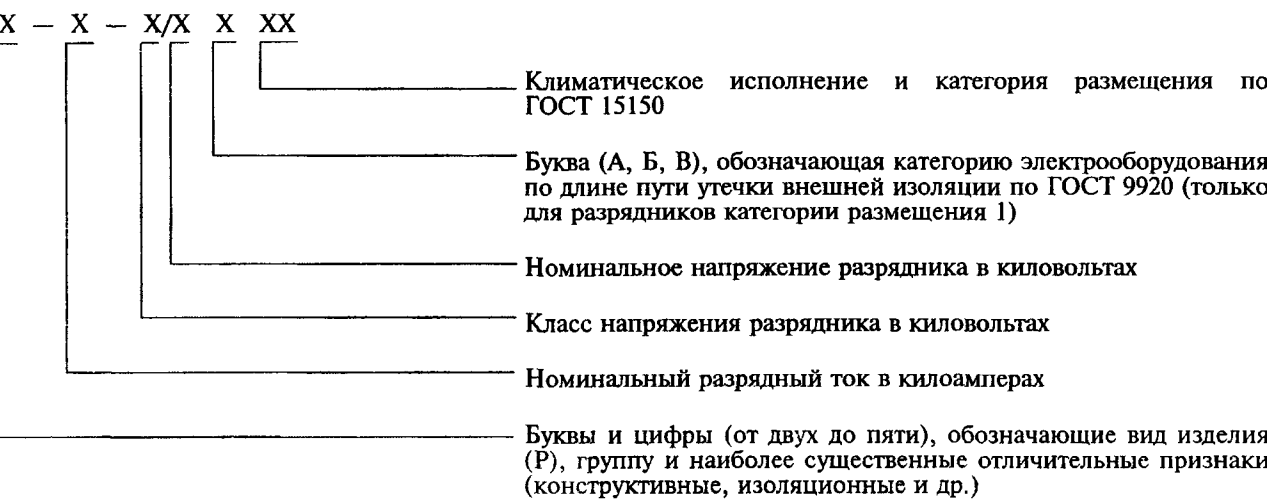 X – X – X/X X XX
Климатическое исполнение и категория размещения по
ГОСТ 15150
Буква (А, Б, В), обозначающая категорию электрооборудования
по длине пути утечки внешней изоляции по ГОСТ 9920 (только
для разрядников категории размещения 1)
Номинальное напряжение разрядника в киловольтах
Класс напряжения разрядника в киловольтах
Номинальный разрядный ток в килоамперах
Буквы и цифры (от двух до пяти), обозначающие вид изделия
(Р), группу и наиболее существенные отличительные признаки
(конструктивные, изоляционные и др.)